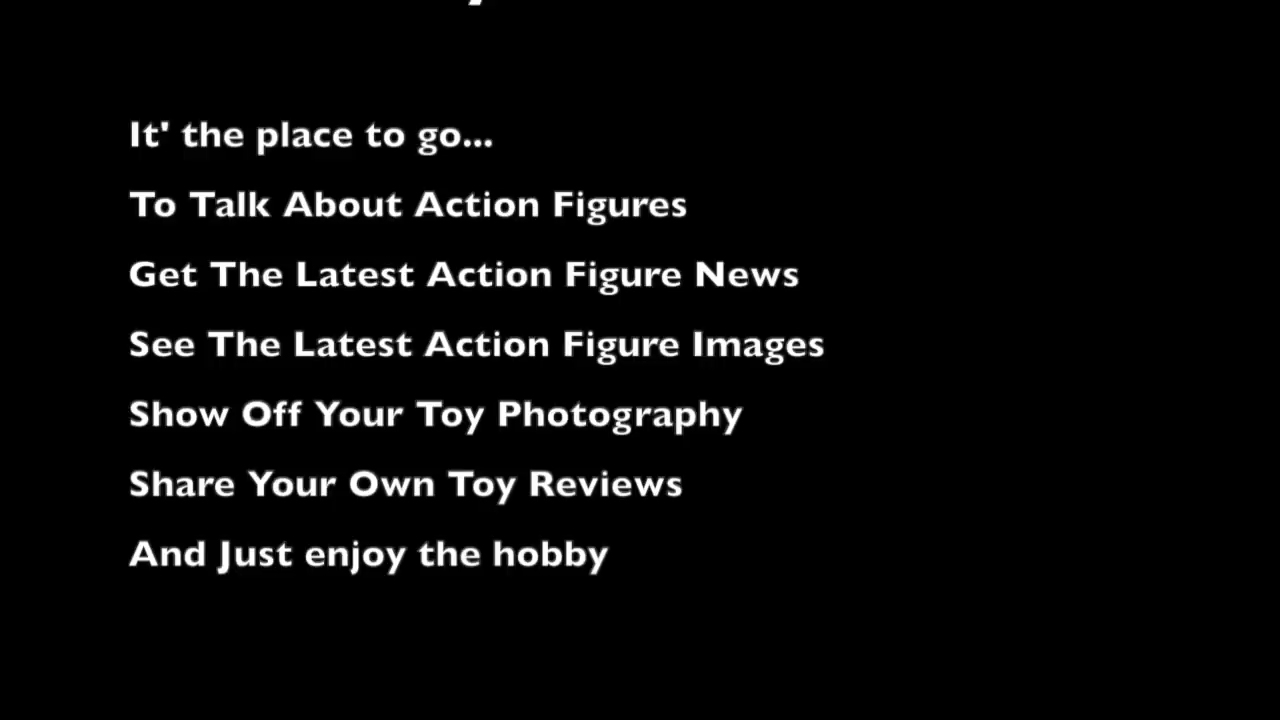 It' the place to go...
To Talk About Action Figures
Get The Latest Action Figure News
See The Latest Action Figure Images
Show Off Your Toy Photography
Share Your Own Toy Reviews
And Just enjoy the hobby